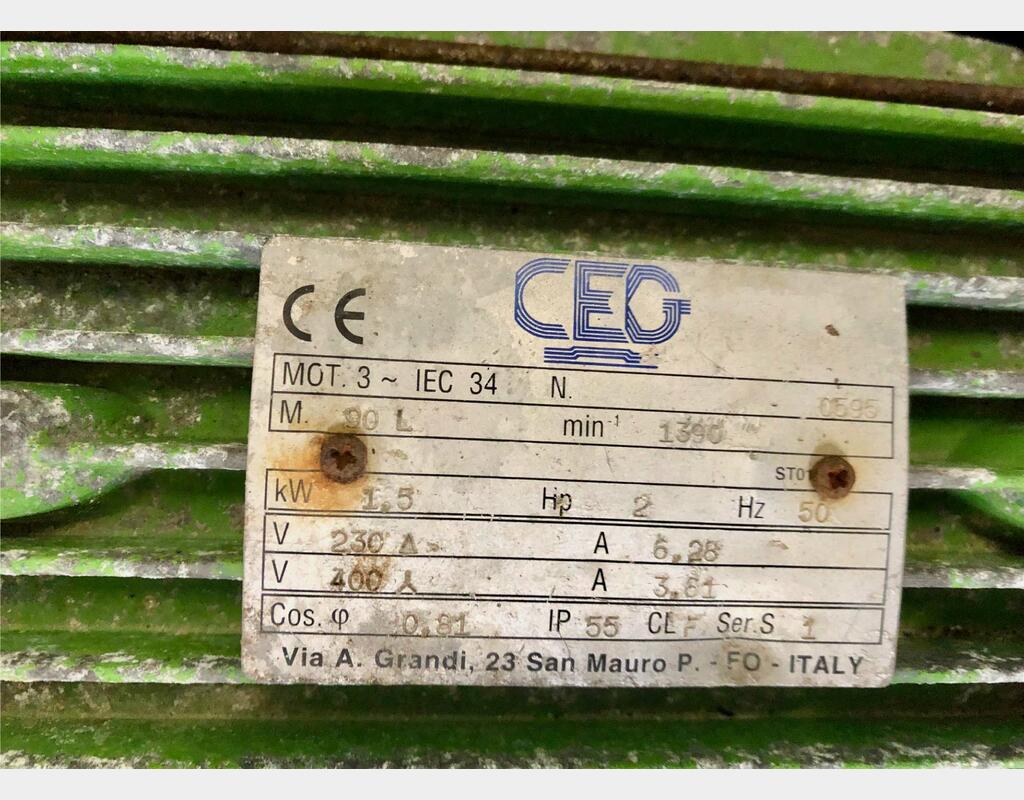 CE CEG
MOT. 3 ~ IEC 34 N. 0595
M. 90 L min⁻¹ 1390
ST01
kW 1,5 Hp 2 Hz 50
V 230 Δ A 6,28
V 400 ⅄ A 3,61
Cos. φ 0,81 IP 55 CL F Ser. S 1
Via A. Grandi, 23 San Mauro P. - FO - ITALY